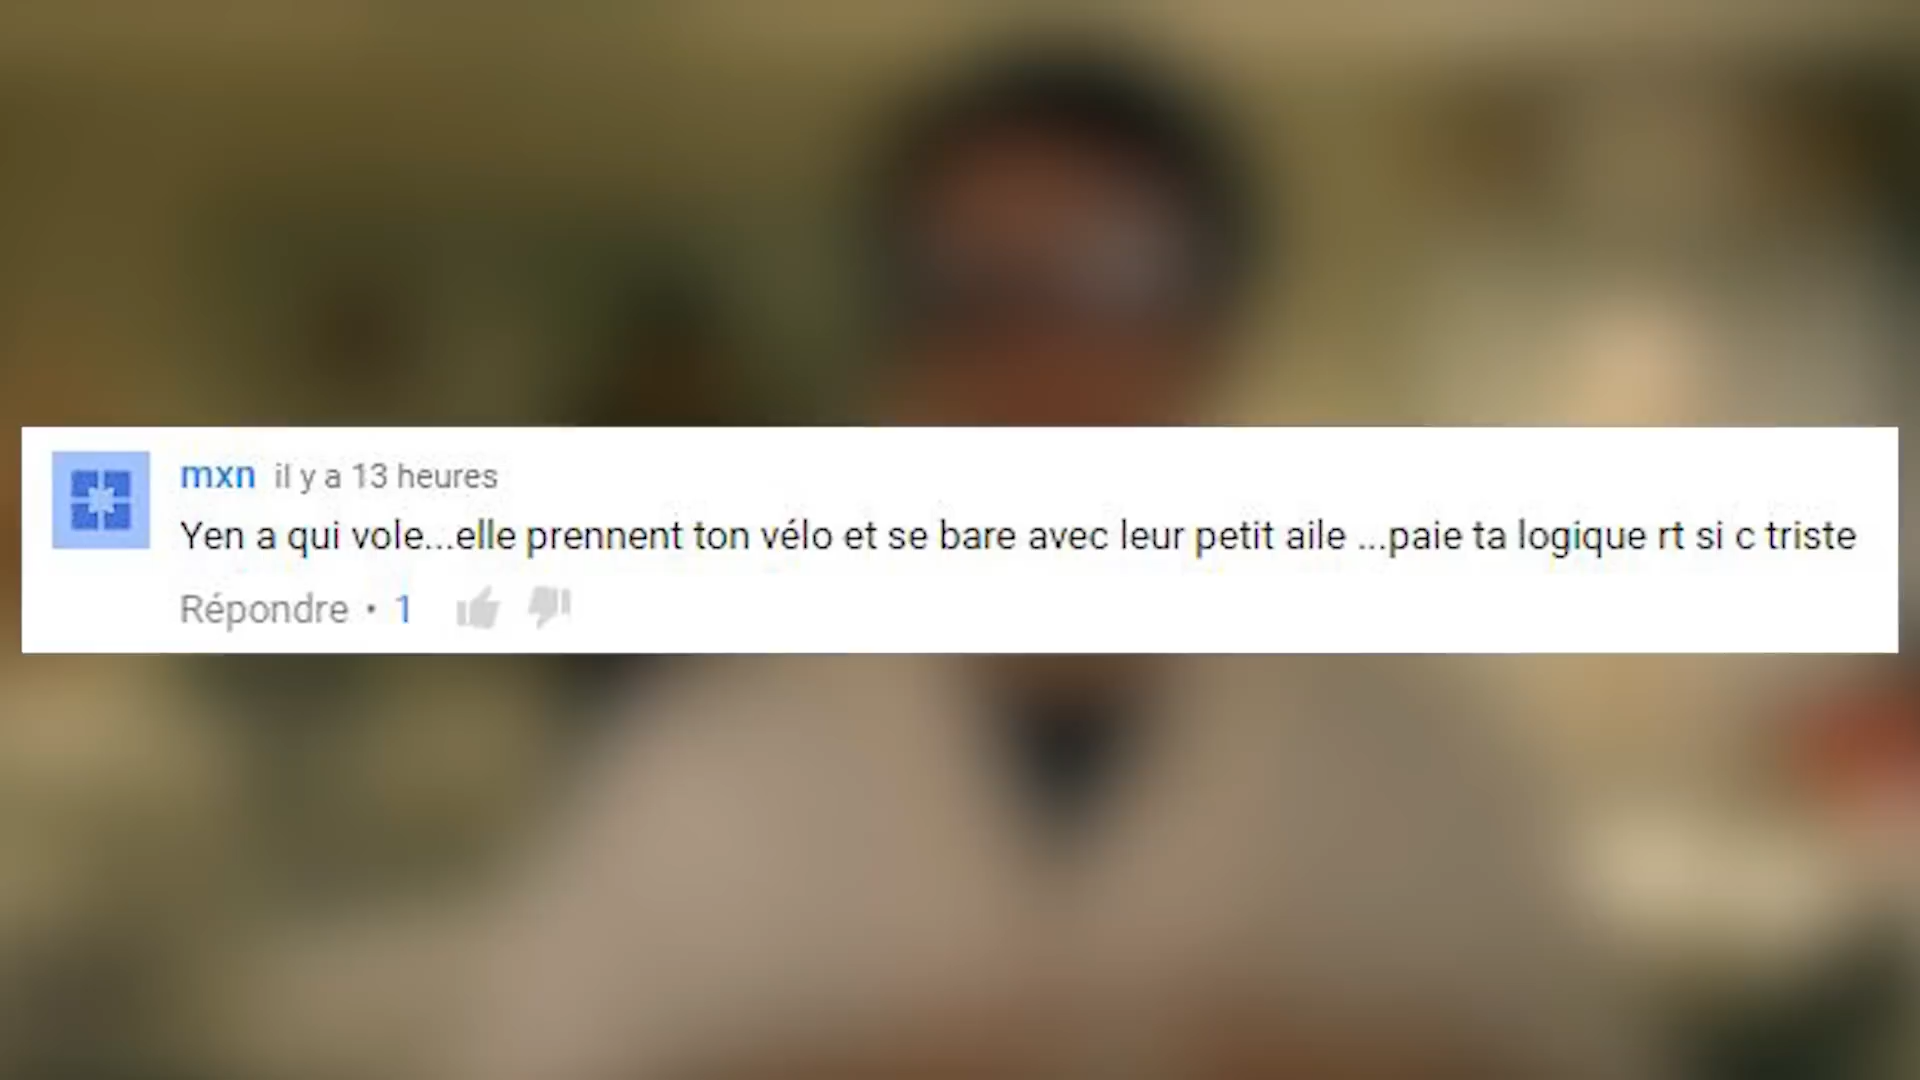 mxn il y a 13 heures
Yen a qui vole...elle prennent ton vélo et se bare avec leur petit aile ...paie ta logique rt si c triste
Répondre • 1